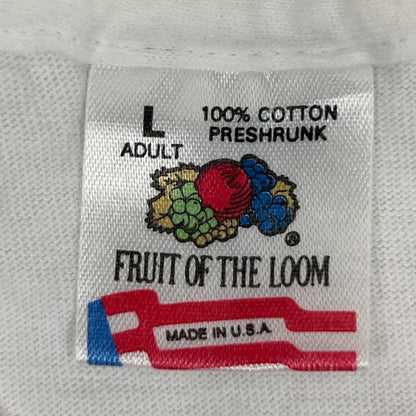 L 100% COTTON
ADULT PRESHRUNK
®
FRUIT OF THE LOOM
MADE IN U.S.A.